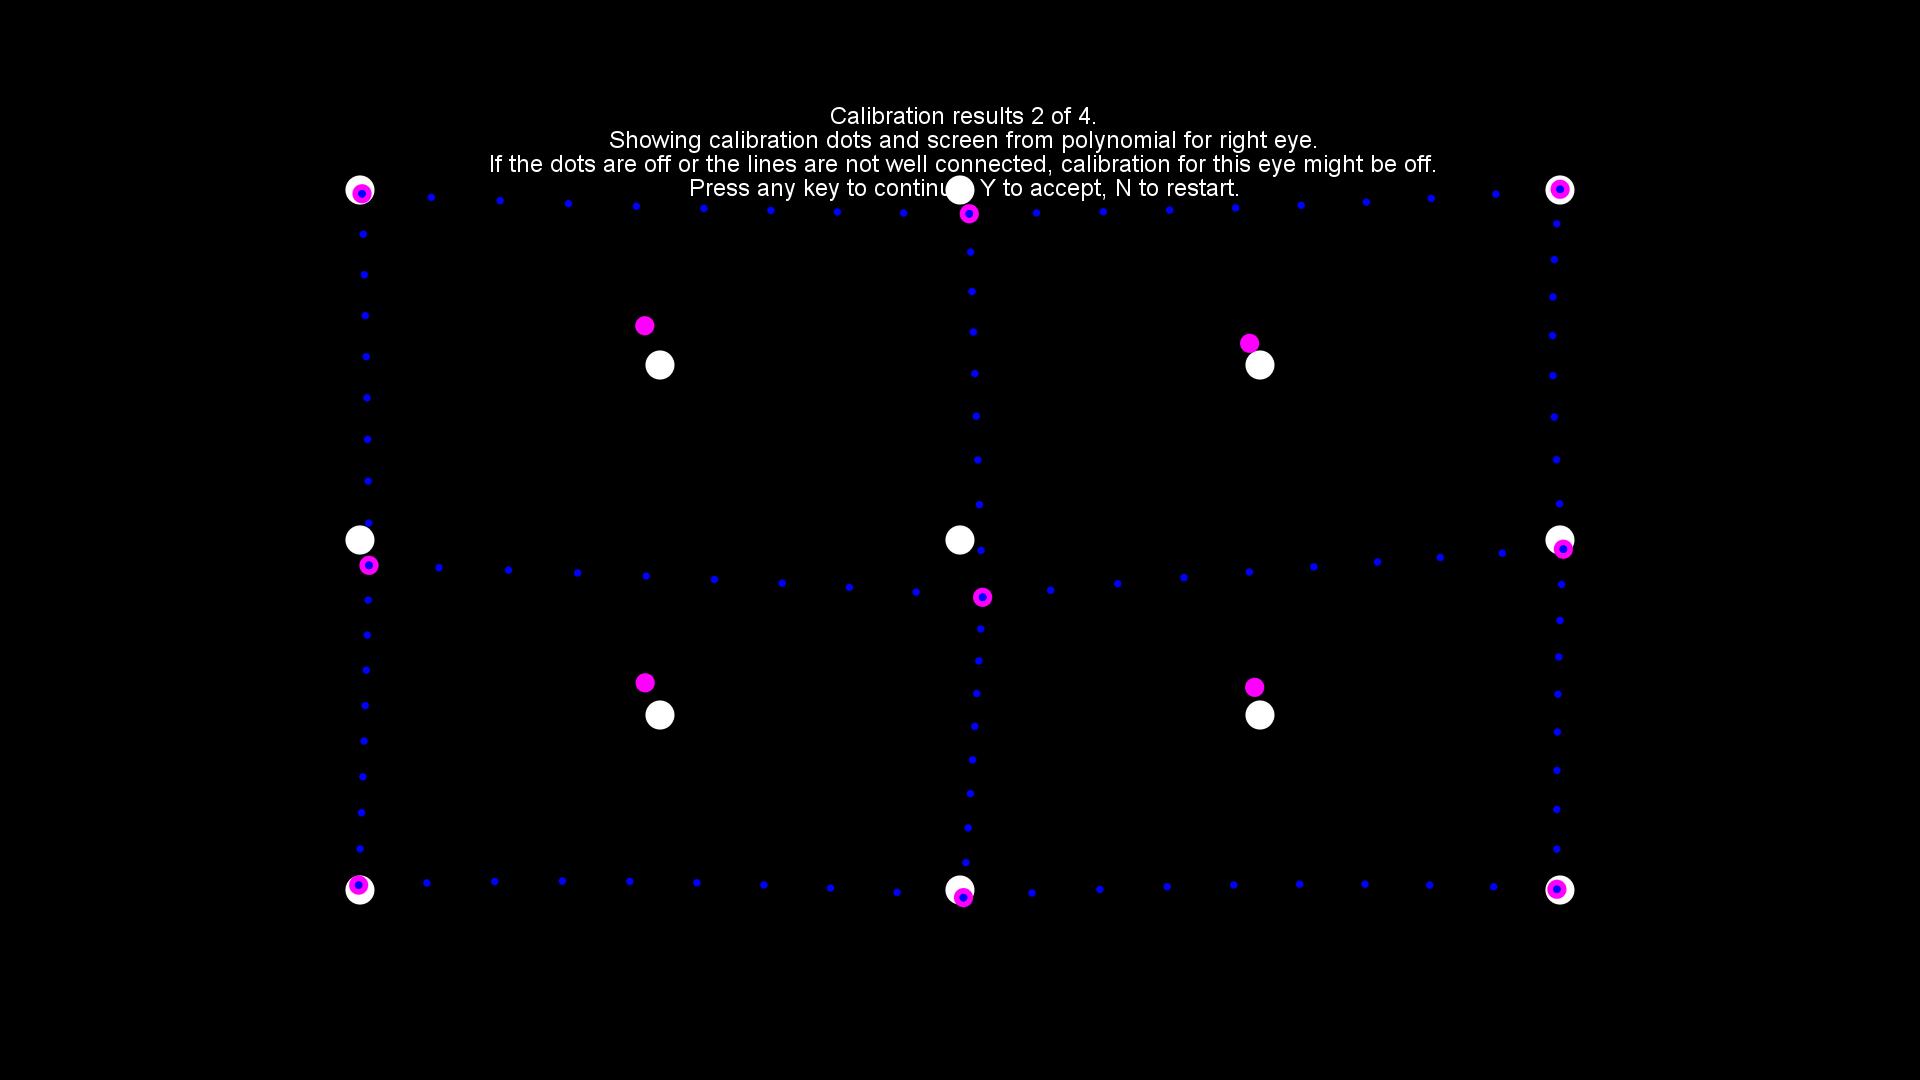 Calibration results 2 of 4.
Showing calibration dots and screen from polynomial for right eye.
If the dots are off or the lines are not well connected, calibration for this eye might be off.
Press any key to continu Y to accept, N to restart.